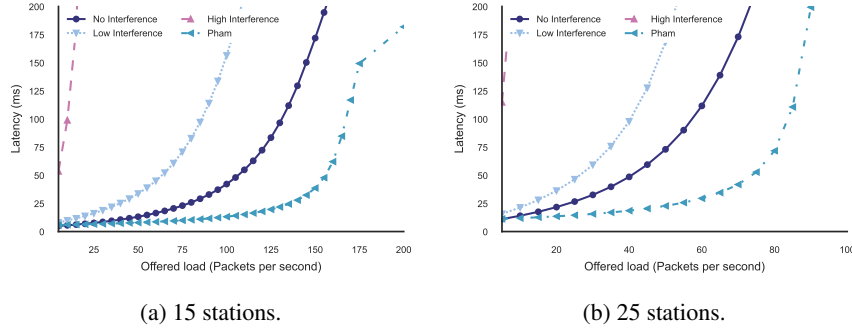 No Interference
Low Interference
High Interference
Pham
200
175
150
125
100
75
50
25
0
Latency (ms)
25 50 75 100 125 150 175 200
Offered load (Packets per second)
(a) 15 stations.
No Interference
Low Interference
High Interference
Pham
200
175
150
125
100
75
50
25
0
Latency (ms)
20 40 60 80 100
Offered load (Packets per second)
(b) 25 stations.